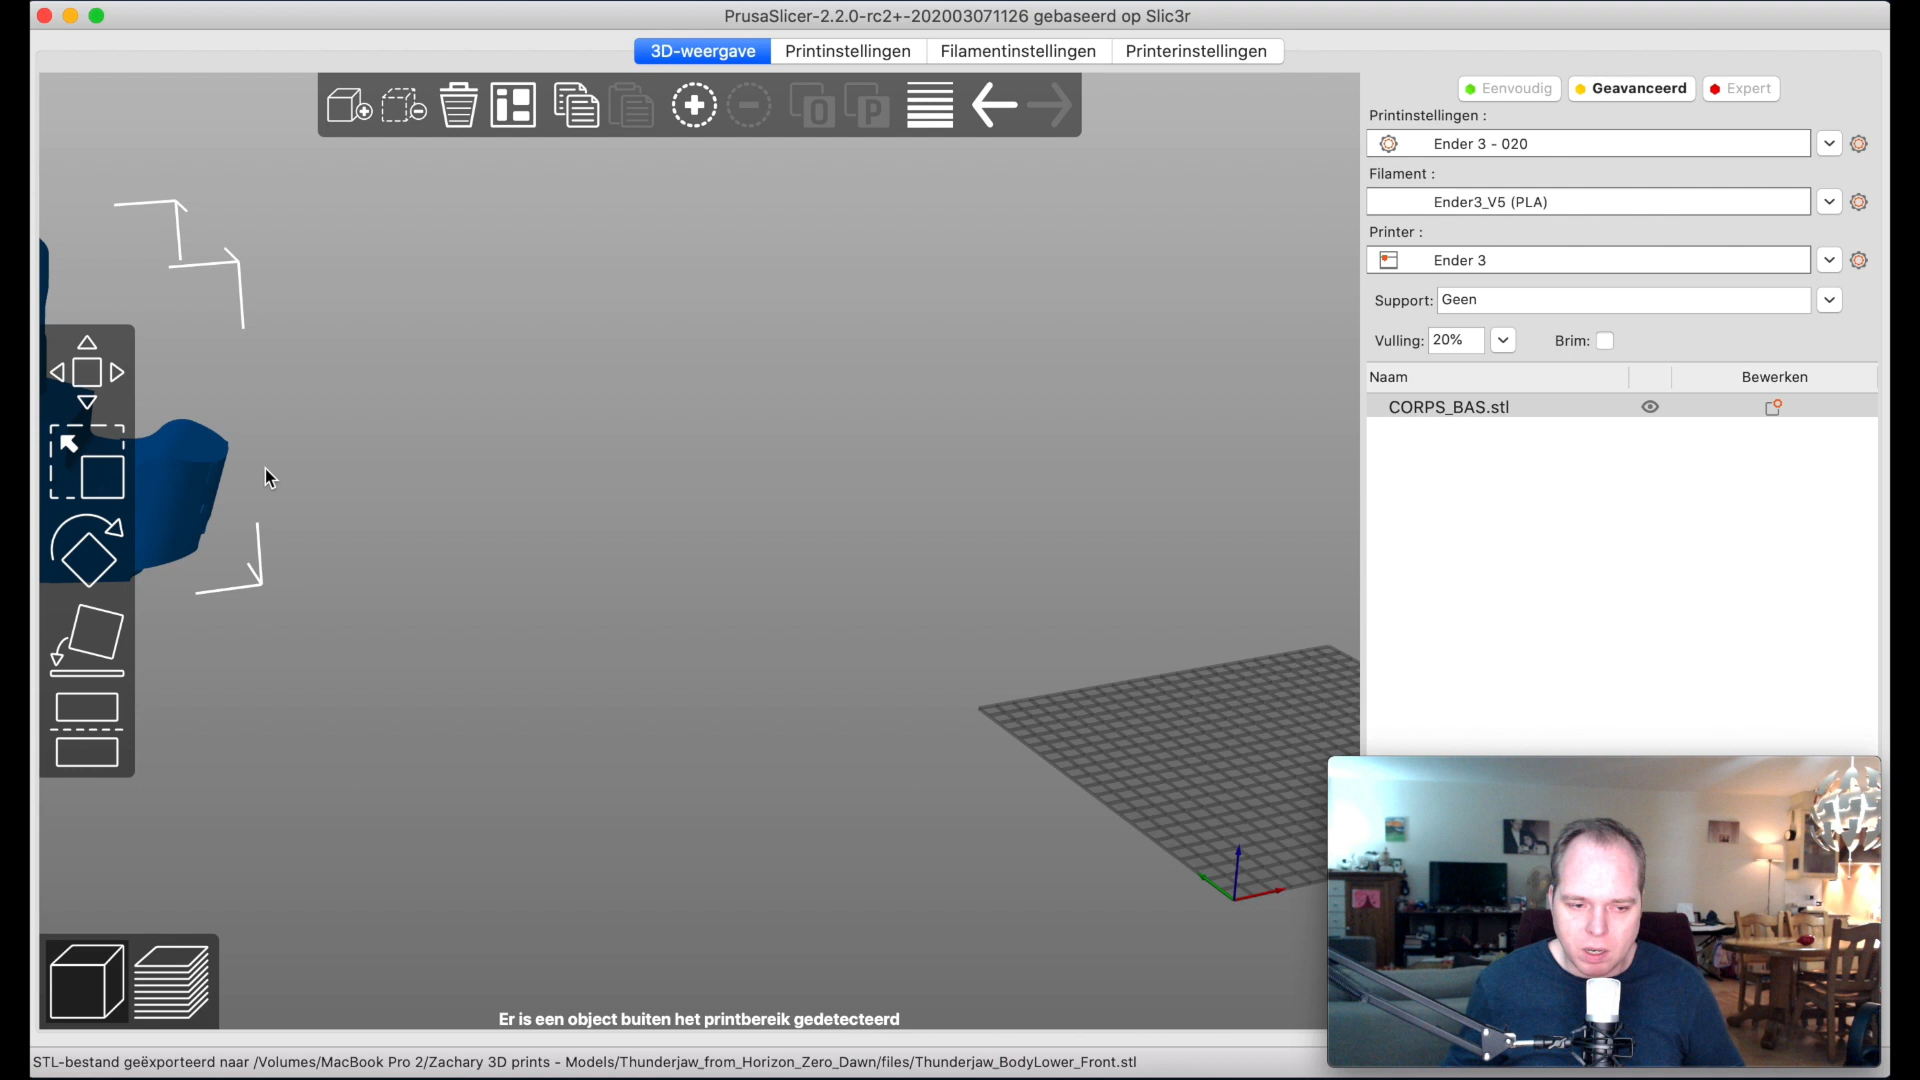 PrusaSlicer-2.2.0-rc2+-202003071126 gebaseerd op Slic3r
3D-weergave
Printinstellingen
Filamentinstellingen
Printerinstellingen
Eenvoudig
Geavanceerd
Expert
Printinstellingen :
Ender 3 - 020
Filament :
Ender3_V5 (PLA)
Printer :
Ender 3
Support: Geen
Vulling: 20%
Brim:
Naam
Bewerken
CORPS_BAS.stl
Er is een object buiten het printbereik gedetecteerd
STL-bestand geëxporteerd naar /Volumes/MacBook Pro 2/Zachary 3D prints - Models/Thunderjaw_from_Horizon_Zero_Dawn/files/Thunderjaw_BodyLower_Front.stl